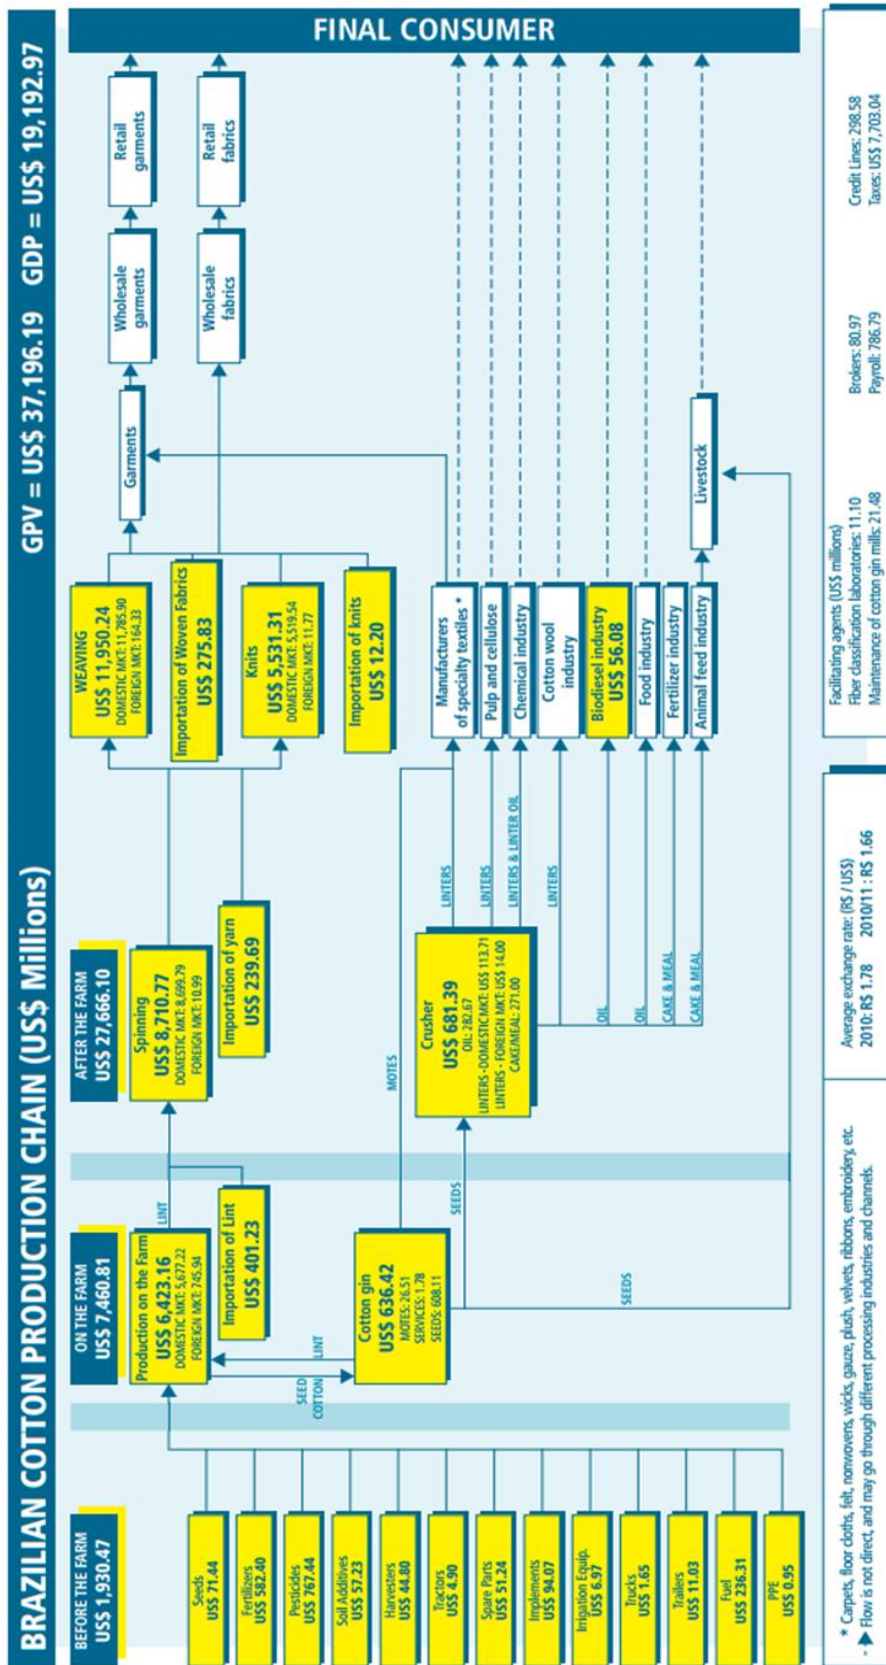 BRAZILIAN COTTON PRODUCTION CHAIN (US$ Millions)
GPV = US$ 37,196.19 GDP = US$ 19,192.97
BEFORE THE FARM
US$ 1,930.47
Seeds
US$ 71.44
Fertilizers
US$ 582.40
Pesticides
US$ 767.44
Soil Additives
US$ 57.23
Harvesters
US$ 44.80
Tractors
US$ 4.90
Spare Parts
US$ 51.24
Implements
US$ 94.07
Irrigation Equip.
US$ 6.97
Trucks
US$ 1.65
Trailers
US$ 11.03
Fuel
US$ 236.31
PPE
US$ 0.95
ON THE FARM
US$ 7,460.81
Production on the Farm
US$ 6,423.16
DOMESTIC MKT: 5,677.22
FOREIGN MKT: 745.94
LINT
Importation of Lint
US$ 401.23
SEED
COTTON
LINT
Cotton gin
US$ 636.42
MOTES: 26.51
SERVICES: 1.78
SEEDS: 608.11
MOTES
SEEDS
SEEDS
AFTER THE FARM
US$ 27,666.10
Spinning
US$ 8,710.77
DOMESTIC MKT: 8,699.79
FOREIGN MKT: 10.99
Importation of yarn
US$ 239.69
Crusher
US$ 681.39
OIL: 282.67
LINTERS - DOMESTIC MKT: US$ 113.71
LINTERS - FOREIGN MKT: US$ 14.00
CAKE/MEAL: 271.00
LINTERS
LINTERS
LINTERS & LINTER OIL
LINTERS
OIL
OIL
CAKE & MEAL
CAKE & MEAL
WEAVING
US$ 11,950.24
DOMESTIC MKT: 11,785.90
FOREIGN MKT: 164.33
Importation of Woven Fabrics
US$ 275.83
Knits
US$ 5,531.31
DOMESTIC MKT: 5,519.54
FOREIGN MKT: 11.77
Importation of knits
US$ 12.20
Manufacturers
of specialty textiles *
Pulp and cellulose
Chemical industry
Cotton wool
industry
Biodiesel industry
US$ 56.08
Food industry
Fertilizer industry
Animal feed industry
Garments
Livestock
Wholesale
garments
Wholesale
fabrics
Retail
garments
Retail
fabrics
FINAL CONSUMER
* Carpets, floor cloths, felt, nonwovens, wicks, gauze, plush, velvets, ribbons, embroidery, etc.
- Flow is not direct, and may go through different processing industries and channels.
Average exchange rate: (R$ / US$)
2010: R$ 1.78 2010/11 : R$ 1.66
Facilitating agents (US$ millions)
Fiber classification laboratories: 11.10 Brokers: 80.97 Credit Lines: 298.58
Maintenance of cotton gin mills: 21.48 Payroll: 786.79 Taxes: US$ 7,703.04